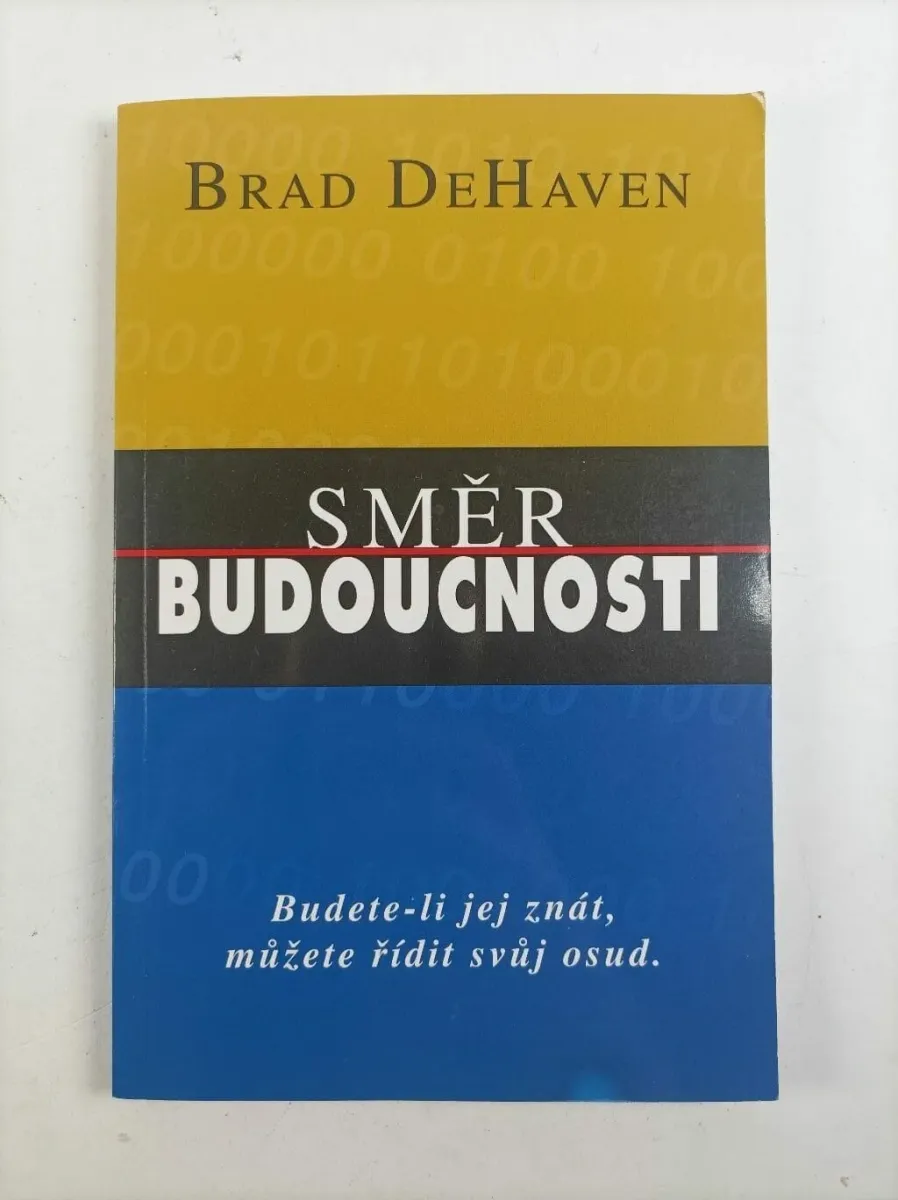 BRAD DEHAVEN
SMĚR
BUDOUCNOSTI
Budete-li jej znát,
můžete řídit svůj osud.